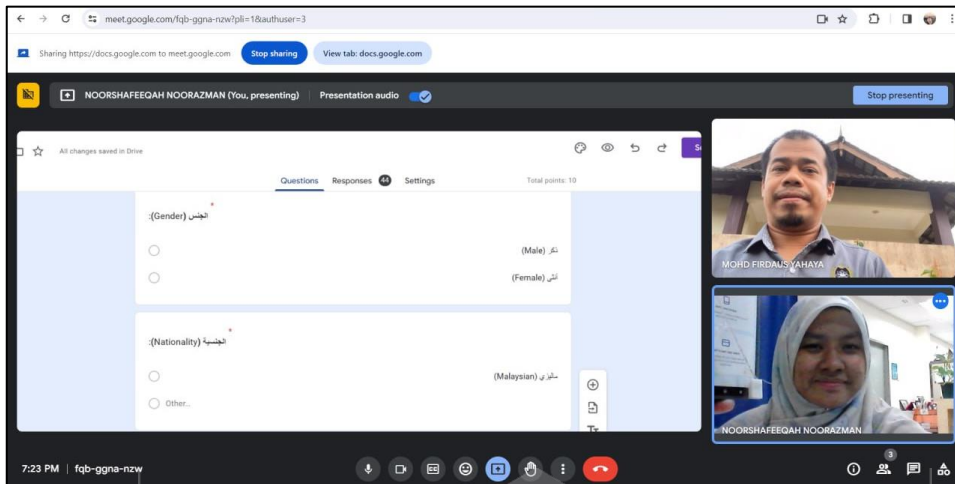 meet.google.com/fqb-ggna-nzw?pli=1&authuser=3
Sharing https://docs.google.com to meet.google.com Stop sharing View tab: docs.google.com
NOORSHAFEEQAH NOORAZMAN (You, presenting) Presentation audio Stop presenting
All changes saved in Drive
Questions Responses 44 Settings Total points: 10
الجنس (Gender): *
ذكر (Male)
أنثى (Female)
الجنسية (Nationality): *
ماليزي (Malaysian)
Other...
MOHD FIRDAUS YAHAYA
NOORSHAFEEQAH NOORAZMAN
7:23 PM | fqb-ggna-nzw
3